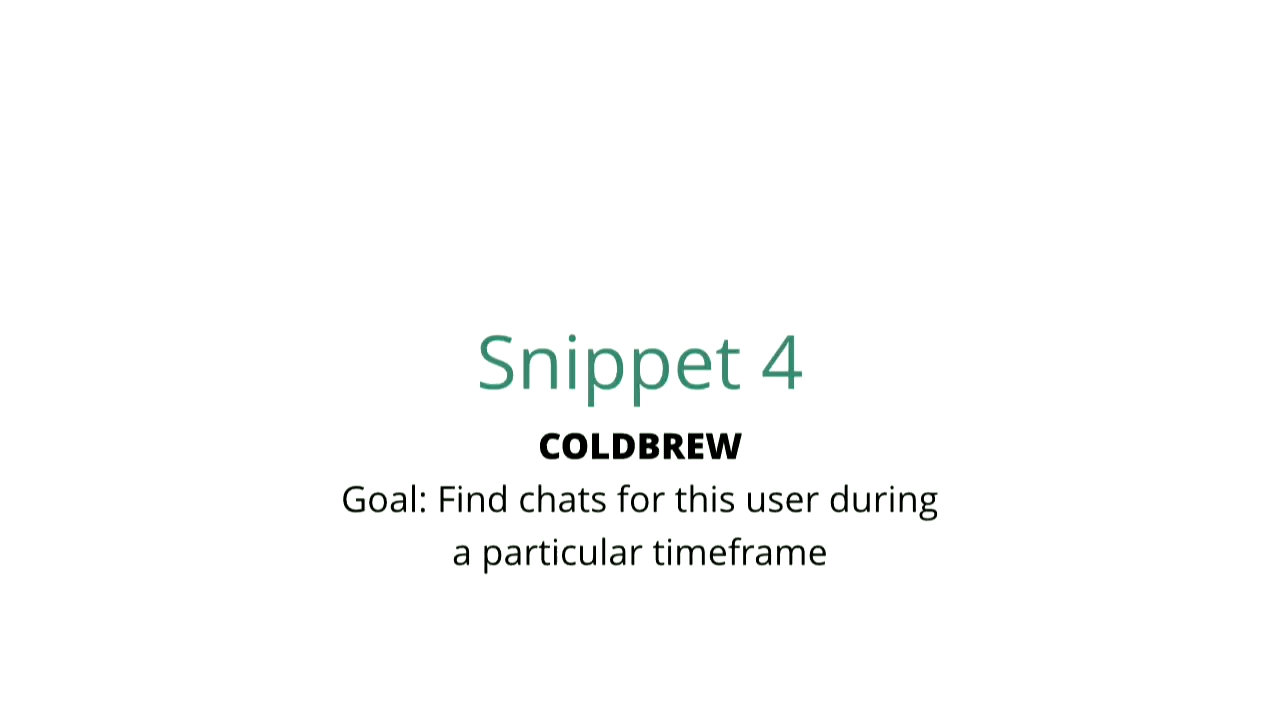 Snippet 4
COLDBREW
Goal: Find chats for this user during
a particular timeframe